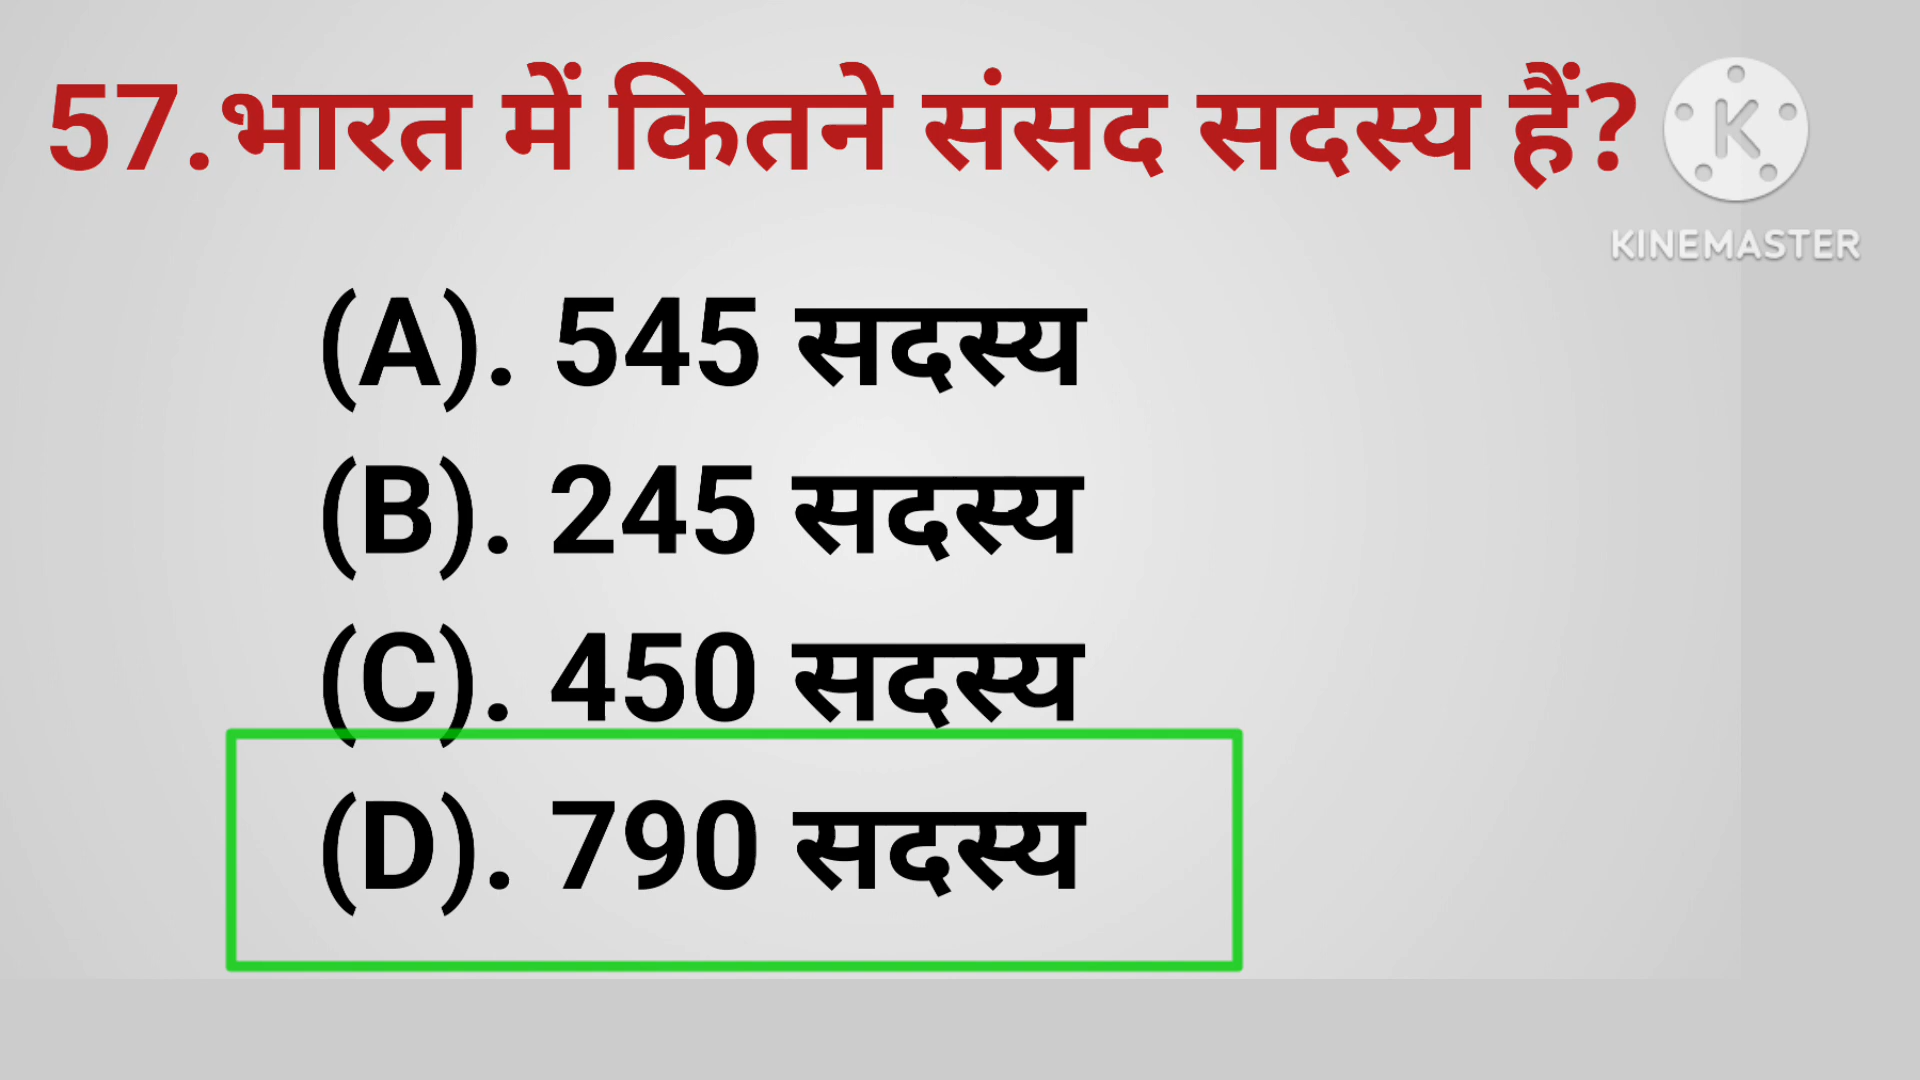 57.भारत में कितने संसद सदस्य हैं?
KINEMASTER
(A). 545 सदस्य
(B). 245 सदस्य
(C). 450 सदस्य
(D). 790 सदस्य